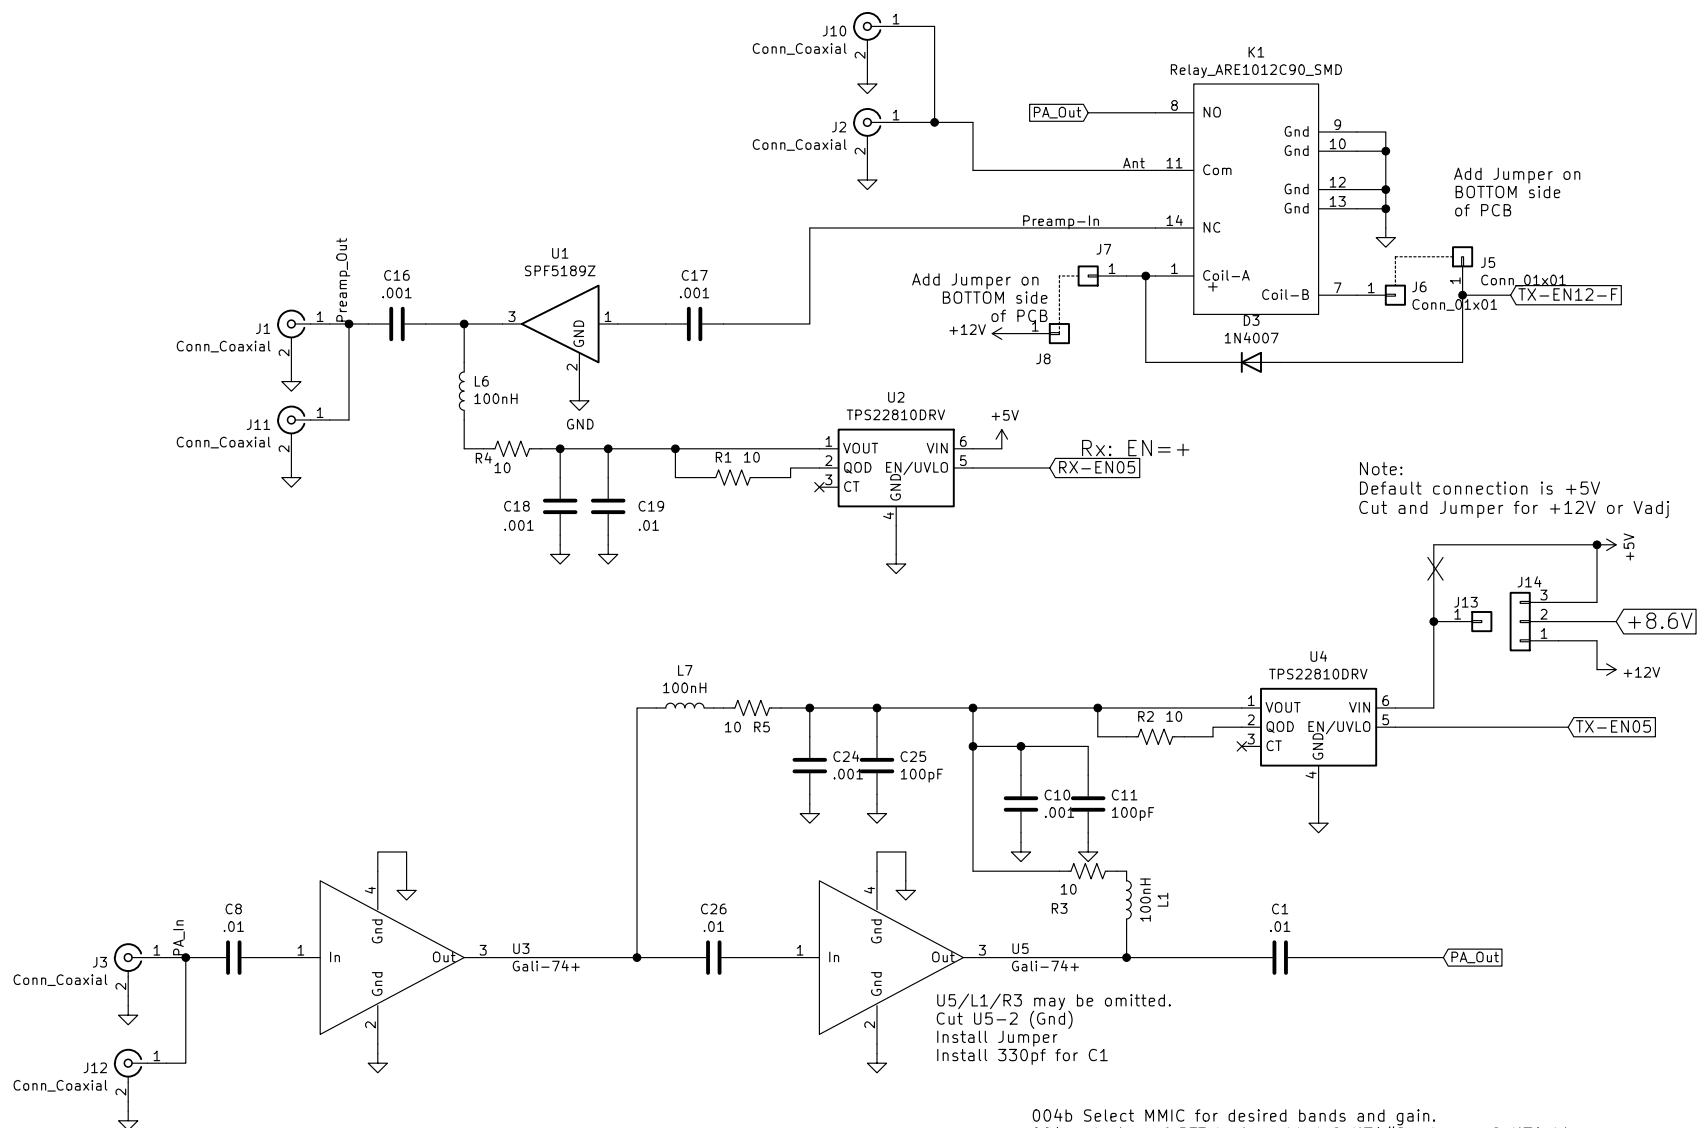 J10
Conn_Coaxial
1
2
J2
Conn_Coaxial
1
2
K1
Relay_ARE1012C90_SMD
PA_Out
8
NO
Ant
11
Com
Preamp-In
14
NC
1
Coil-A
+
Coil-B
7
Gnd
9
Gnd
10
Gnd
12
Gnd
13
Add Jumper on
BOTTOM side
of PCB
J5
Conn_01x01
1
J6
Conn_01x01
1
TX-EN12-F
J7
1
Add Jumper on
BOTTOM side
of PCB
+12V
1
J8
D3
1N4007
Preamp_Out
C16
.001
U1
SPF5189Z
3
1
GND
2
GND
C17
.001
J1
Conn_Coaxial
1
2
J11
Conn_Coaxial
1
2
L6
100nH
R4
10
C18
.001
C19
.01
R1 10
U2
TPS22810DRV
1
VOUT
2
QOD
3
CT
VIN
6
EN/UVLO
5
GND
4
+5V
Rx: EN=+
RX-EN05
Note:
Default connection is +5V
Cut and Jumper for +12V or Vadj
+5V
J13
1
J14
3
2
1
+8.6V
+12V
U4
TPS22810DRV
1
VOUT
2
QOD
3
CT
VIN
6
EN/UVLO
5
GND
4
TX-EN05
L7
100nH
10 R5
R2 10
C24
.001
C25
100pF
C10
.001
C11
100pF
10
R3
100nH
L1
J3
Conn_Coaxial
1
2
PA_In
J12
Conn_Coaxial
1
2
C8
.01
1
In
4
Gnd
Gnd
2
Out
3
U3
Gali-74+
C26
.01
1
In
4
Gnd
Gnd
2
Out
3
U5
Gali-74+
C1
.01
PA_Out
U5/L1/R3 may be omitted.
Cut U5-2 (Gnd)
Install Jumper
Install 330pf for C1
004b Select MMIC for desired bands and gain.